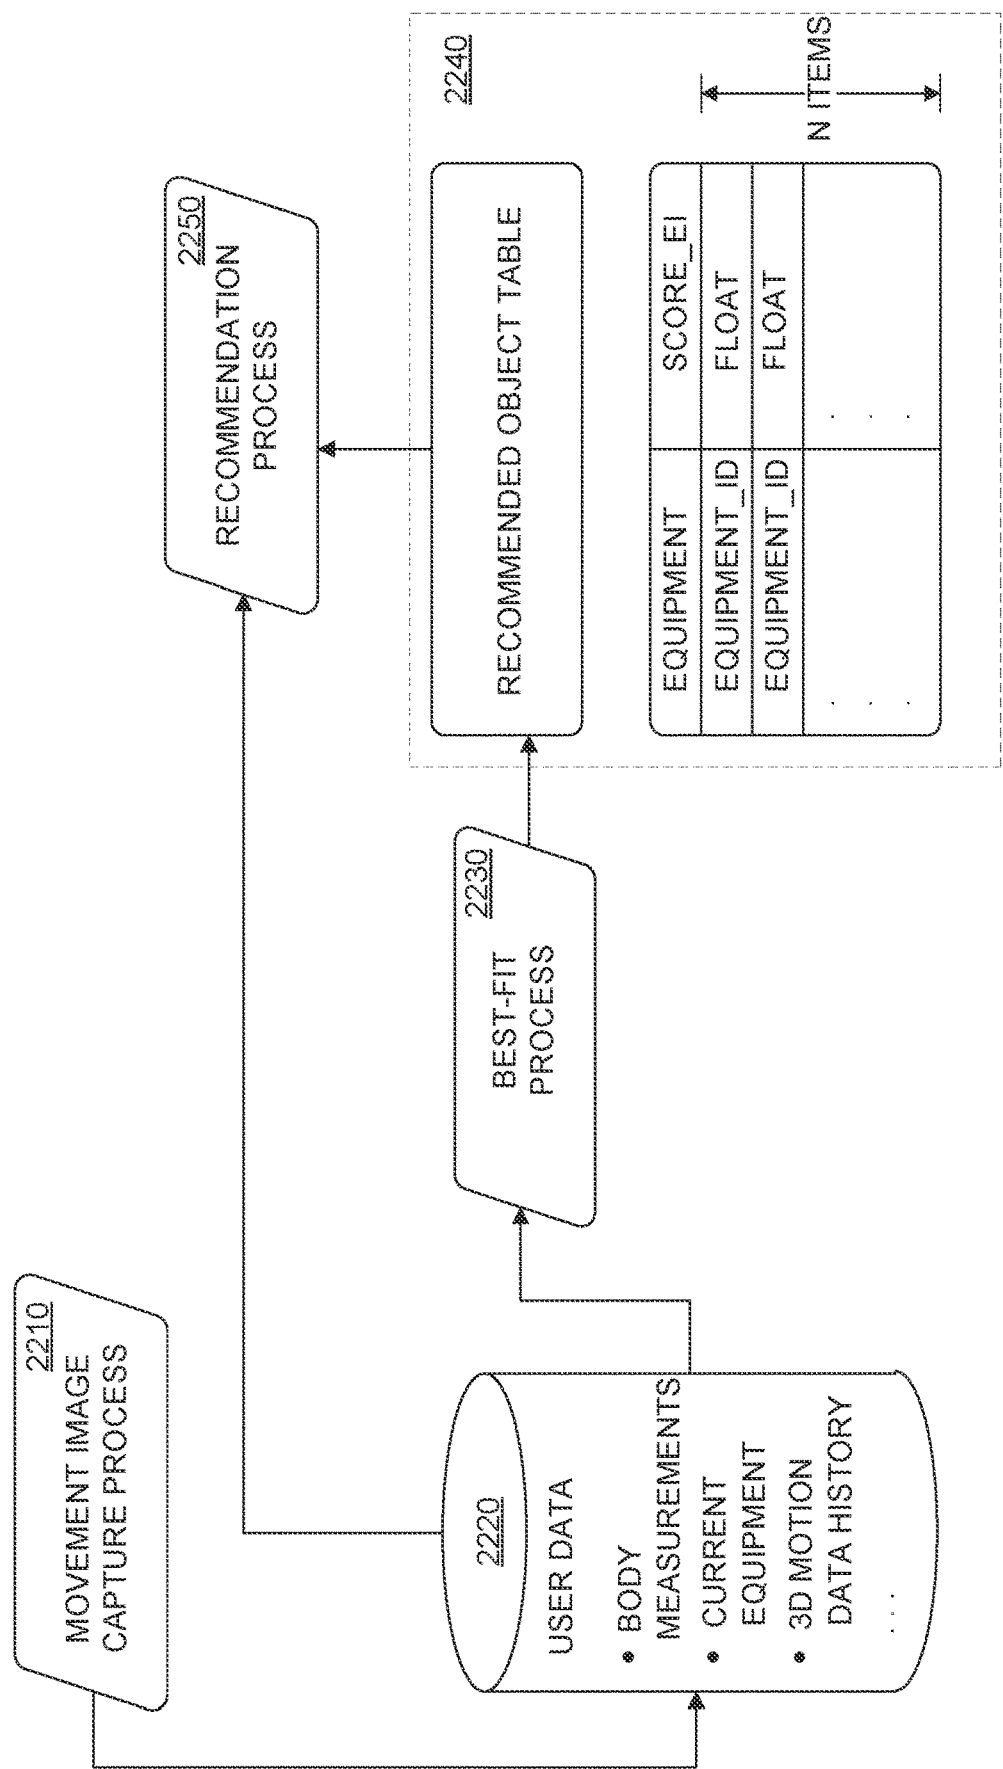 2210
MOVEMENT IMAGE
CAPTURE PROCESS
2220
USER DATA
• BODY
MEASUREMENTS
• CURRENT
EQUIPMENT
• 3D MOTION
DATA HISTORY
...
2230
BEST-FIT
PROCESS
2250
RECOMMENDATION
PROCESS
2240
RECOMMENDED OBJECT TABLE
EQUIPMENT SCORE_EI
EQUIPMENT_ID FLOAT
EQUIPMENT_ID FLOAT
. .
. .
. .
N ITEMS